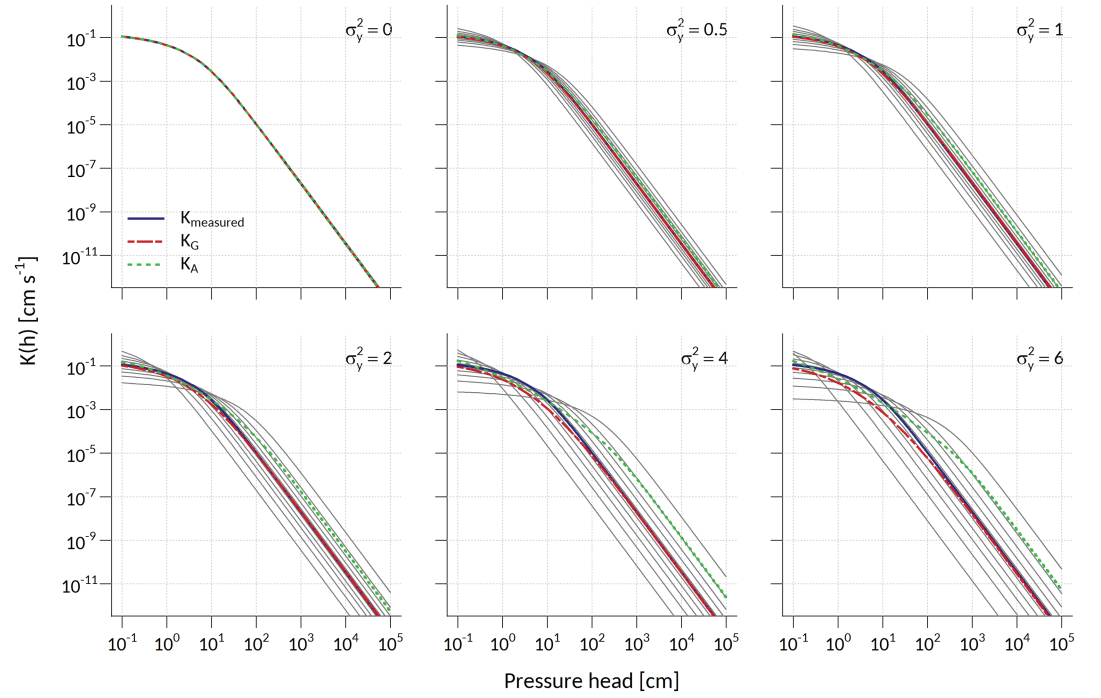 σ_y^2 = 0
σ_y^2 = 0.5
σ_y^2 = 1
10^-1
10^-3
10^-5
10^-7
10^-9
10^-11
K_measured
K_G
K_A
K(h) [cm s^-1]
σ_y^2 = 2
σ_y^2 = 4
σ_y^2 = 6
10^-1
10^-3
10^-5
10^-7
10^-9
10^-11
10^-1 10^0 10^1 10^2 10^3 10^4 10^5
10^-1 10^0 10^1 10^2 10^3 10^4 10^5
10^-1 10^0 10^1 10^2 10^3 10^4 10^5
Pressure head [cm]